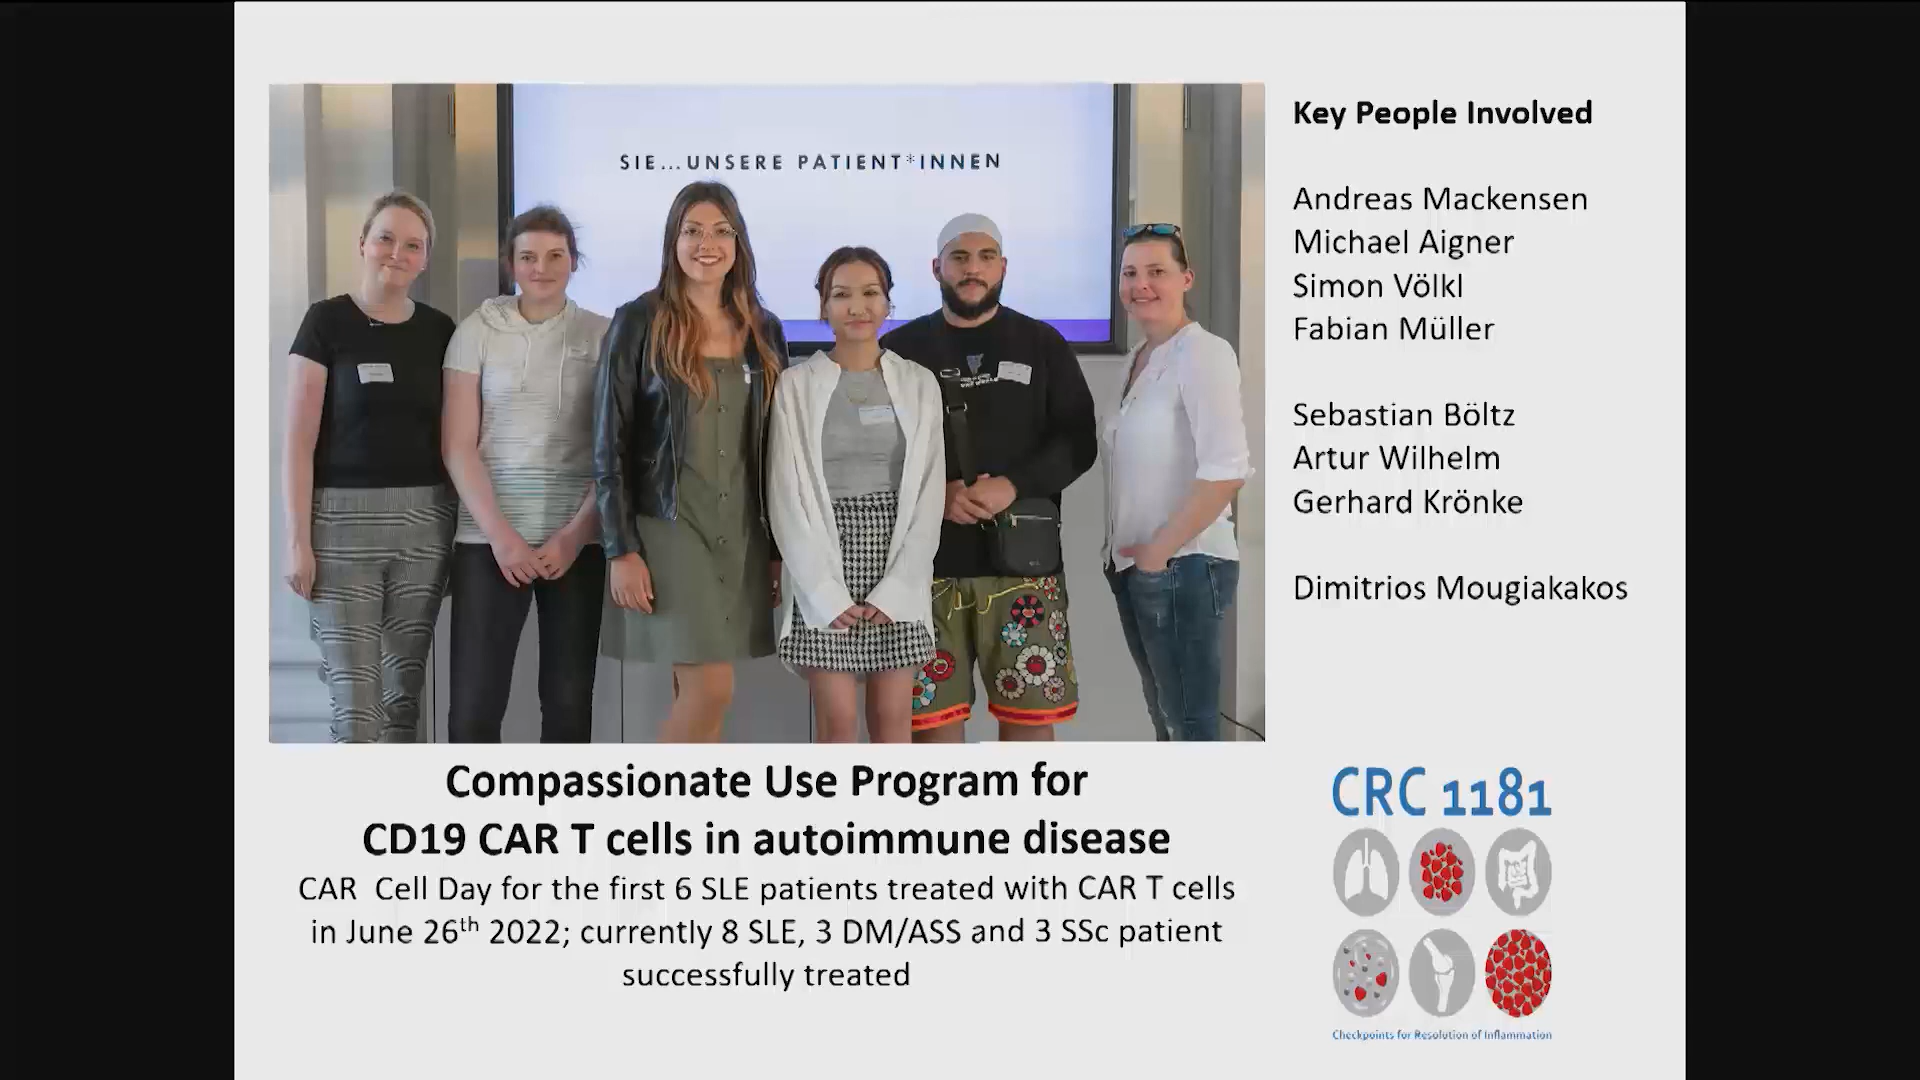 SIE...UNSERE PATIENT*INNEN
Key People Involved
Andreas Mackensen
Michael Aigner
Simon Völkl
Fabian Müller
Sebastian Böltz
Artur Wilhelm
Gerhard Krönke
Dimitrios Mougiakakos
Compassionate Use Program for
CD19 CAR T cells in autoimmune disease
CAR Cell Day for the first 6 SLE patients treated with CAR T cells
in June 26th 2022; currently 8 SLE, 3 DM/ASS and 3 SSc patient
successfully treated
CRC 1181
Checkpoints for Resolution of Inflammation